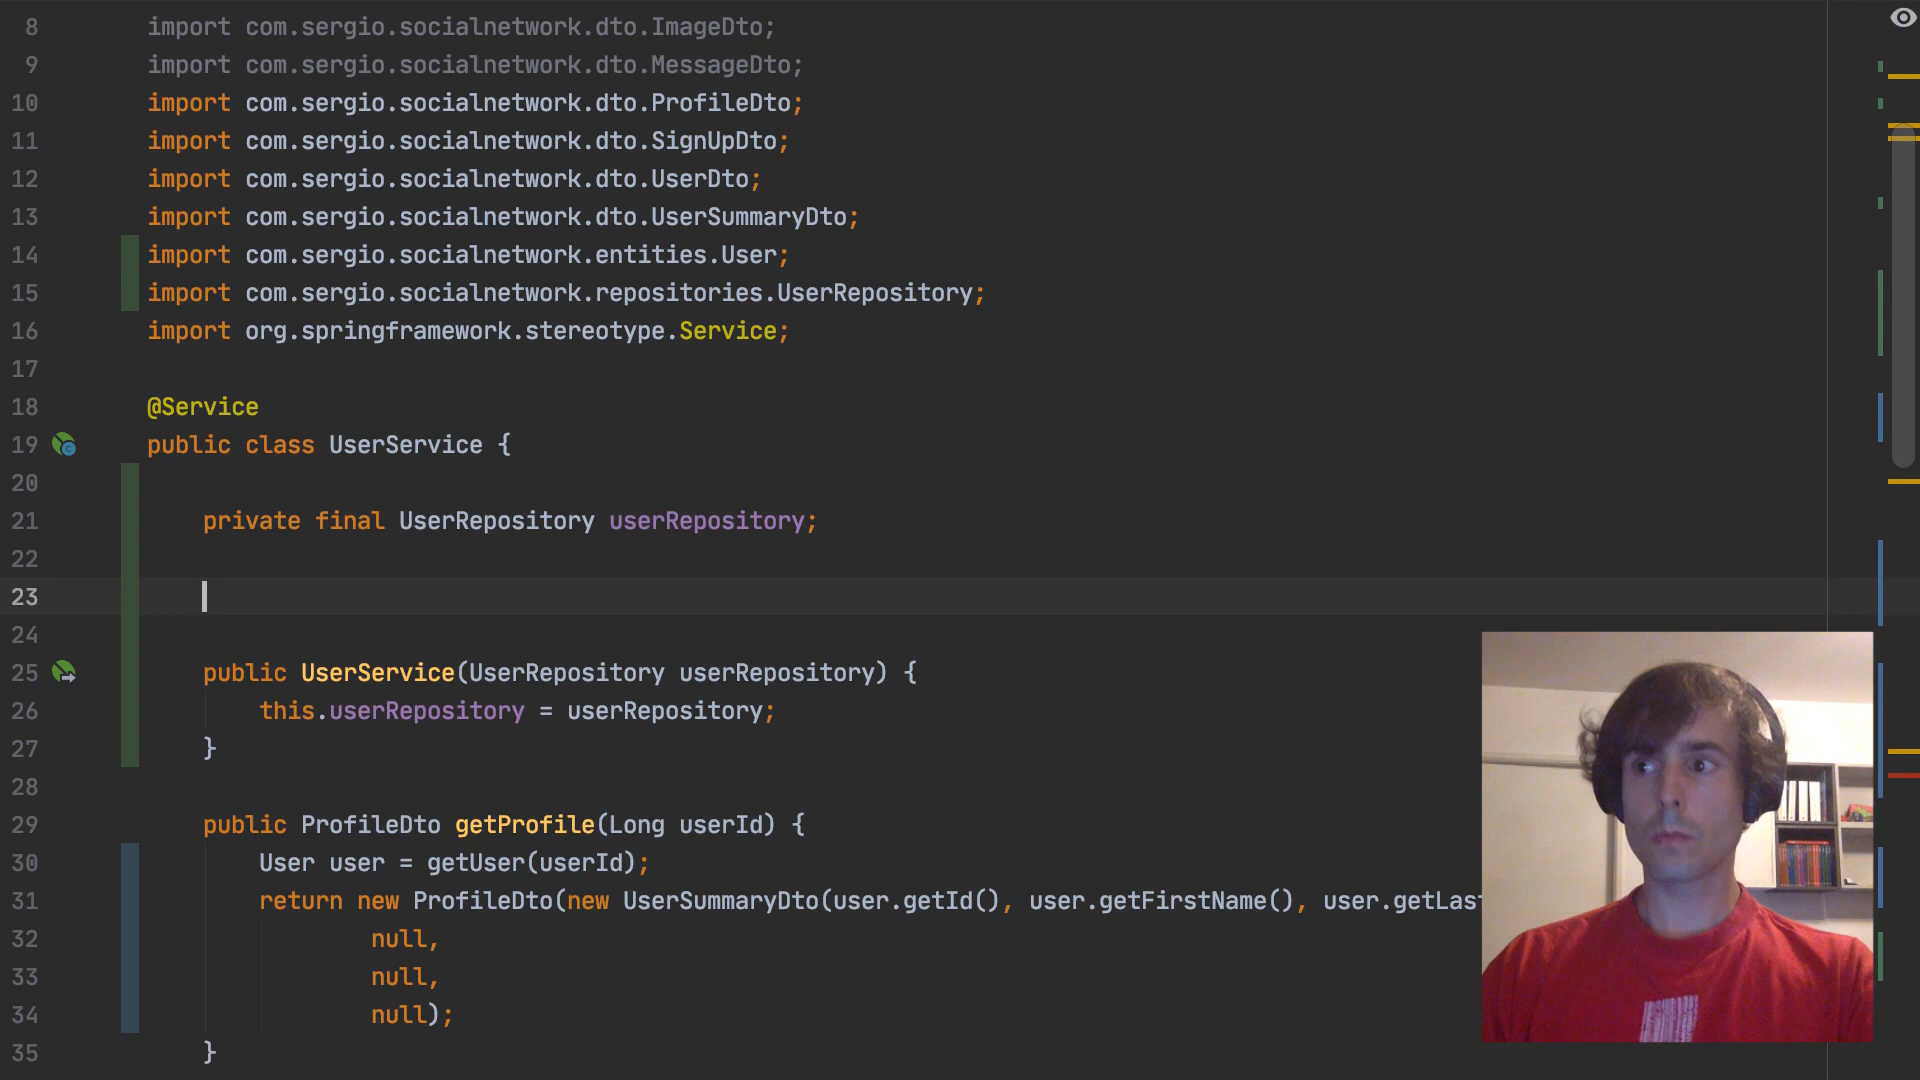 8 import com.sergio.socialnetwork.dto.ImageDto;
9 import com.sergio.socialnetwork.dto.MessageDto;
10 import com.sergio.socialnetwork.dto.ProfileDto;
11 import com.sergio.socialnetwork.dto.SignUpDto;
12 import com.sergio.socialnetwork.dto.UserDto;
13 import com.sergio.socialnetwork.dto.UserSummaryDto;
14 import com.sergio.socialnetwork.entities.User;
15 import com.sergio.socialnetwork.repositories.UserRepository;
16 import org.springframework.stereotype.Service;
17
18 @Service
19 public class UserService {
20
21 private final UserRepository userRepository;
22
23
24
25 public UserService(UserRepository userRepository) {
26 this.userRepository = userRepository;
27 }
28
29 public ProfileDto getProfile(Long userId) {
30 User user = getUser(userId);
31 return new ProfileDto(new UserSummaryDto(user.getId(), user.getFirstName(), user.getLast
32 null,
33 null,
34 null);
35 }